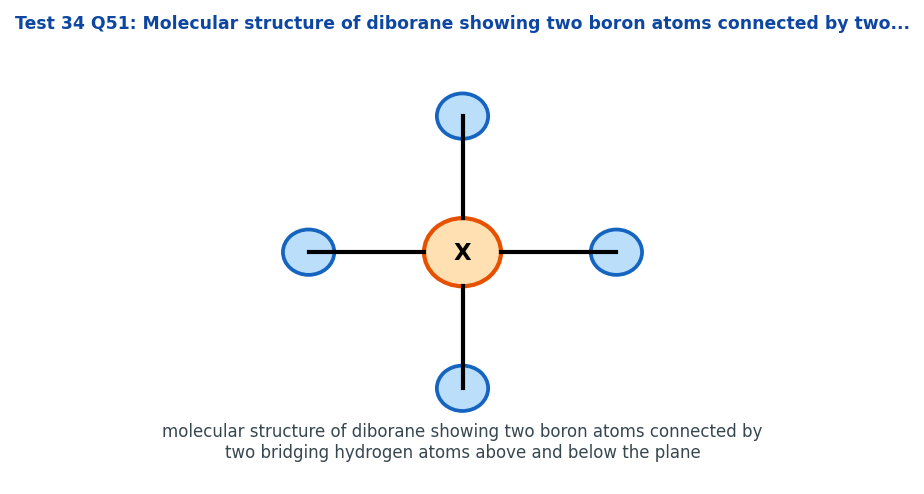 Test 34 Q51: Molecular structure of diborane showing two boron atoms connected by two...
X
molecular structure of diborane showing two boron atoms connected by
two bridging hydrogen atoms above and below the plane